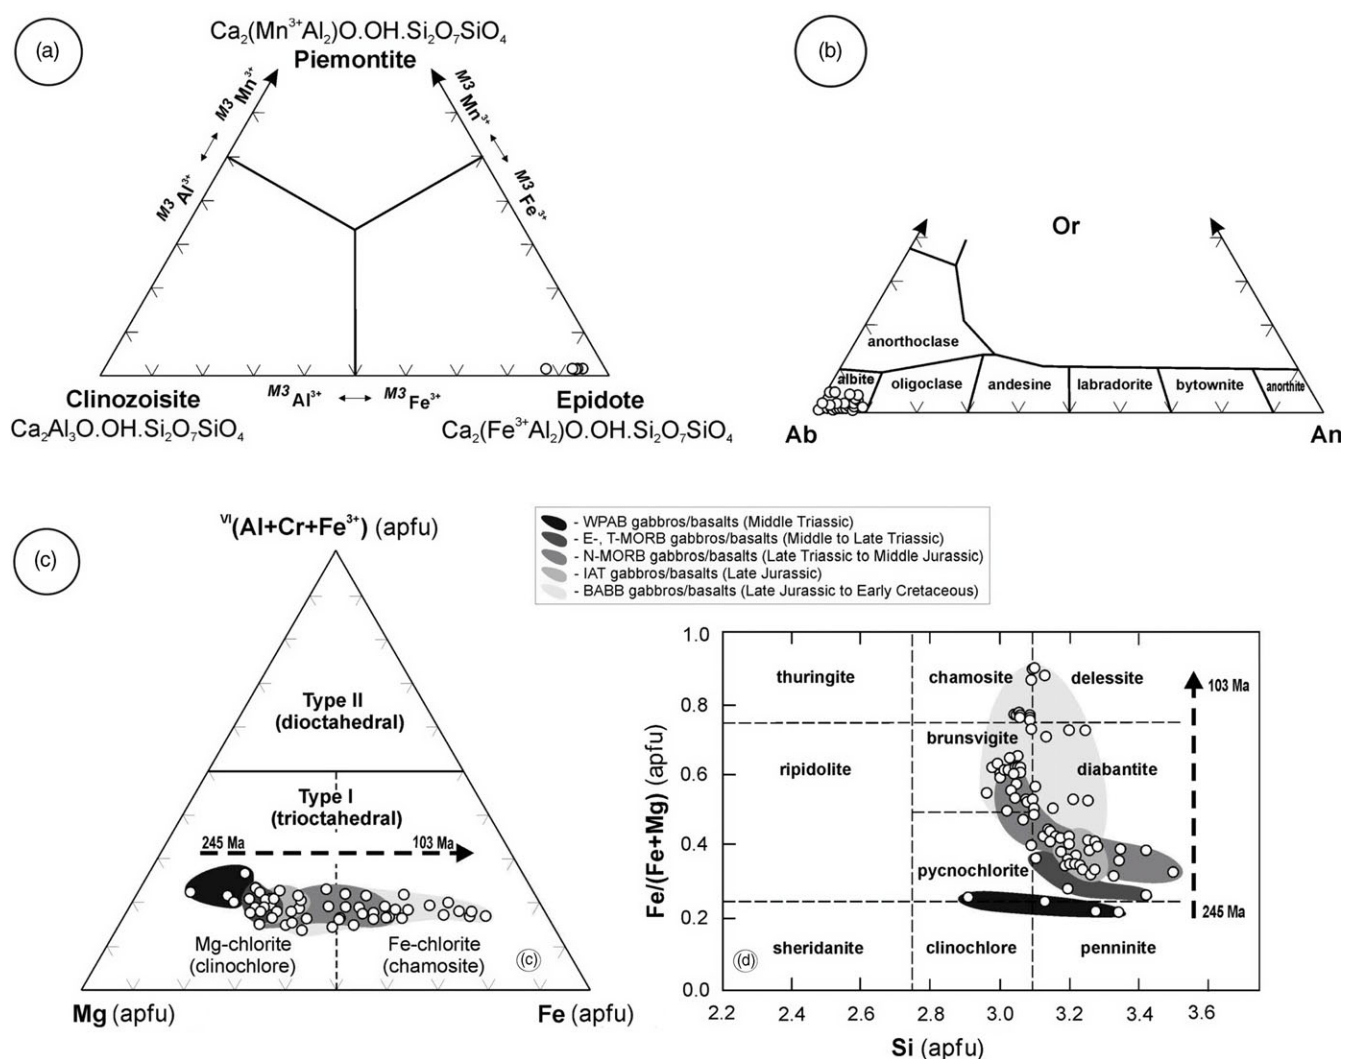 (a)
Ca₂(Mn³⁺Al₂)O.OH.Si₂O₇SiO₄
Piemontite
M3 Mn³⁺
M3 Al³⁺
M3 Mn³⁺
M3 Fe³⁺
Clinozoisite
M3 Al³⁺
M3 Fe³⁺
Epidote
Ca₂Al₃O.OH.Si₂O₇SiO₄
Ca₂(Fe³⁺Al₂)O.OH.Si₂O₇SiO₄
(b)
Or
anorthoclase
albite
oligoclase
andesine
labradorite
bytownite
anorthite
Ab
An
(c)
VI(Al+Cr+Fe³⁺) (apfu)
Type II
(dioctahedral)
Type I
(trioctahedral)
245 Ma
103 Ma
Mg-chlorite
(clinochlore)
Fe-chlorite
(chamosite)
(c)
Mg (apfu)
Fe (apfu)
- WPAB gabbros/basalts (Middle Triassic)
- E-, T-MORB gabbros/basalts (Middle to Late Triassic)
- N-MORB gabbros/basalts (Late Triassic to Middle Jurassic)
- IAT gabbros/basalts (Late Jurassic)
- BABB gabbros/basalts (Late Jurassic to Early Cretaceous)
Fe/(Fe+Mg) (apfu)
1.0
0.8
0.6
0.4
0.2
0.0
thuringite
chamosite
delessite
103 Ma
brunsvigite
ripidolite
diabantite
pycnochlorite
245 Ma
sheridanite
clinochlore
penninite
(d)
2.2 2.4 2.6 2.8 3.0 3.2 3.4 3.6
Si (apfu)